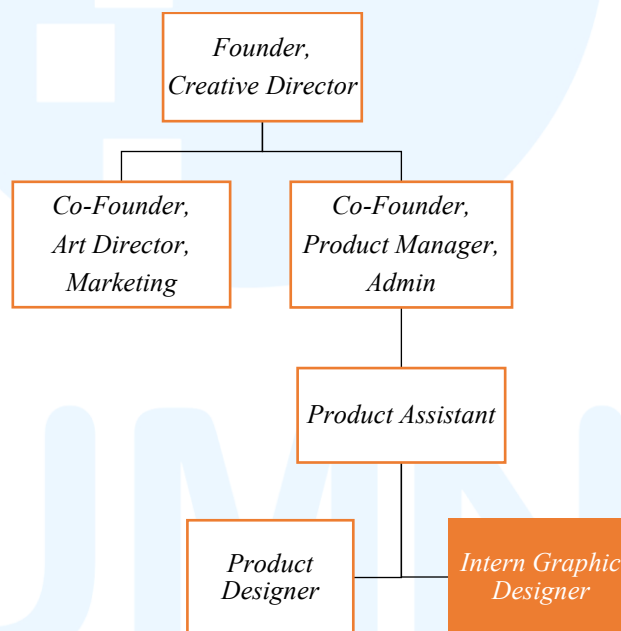 Founder,
Creative Director
Co-Founder,
Art Director,
Marketing
Co-Founder,
Product Manager,
Admin
Product Assistant
Product
Designer
Intern Graphic
Designer
UMN